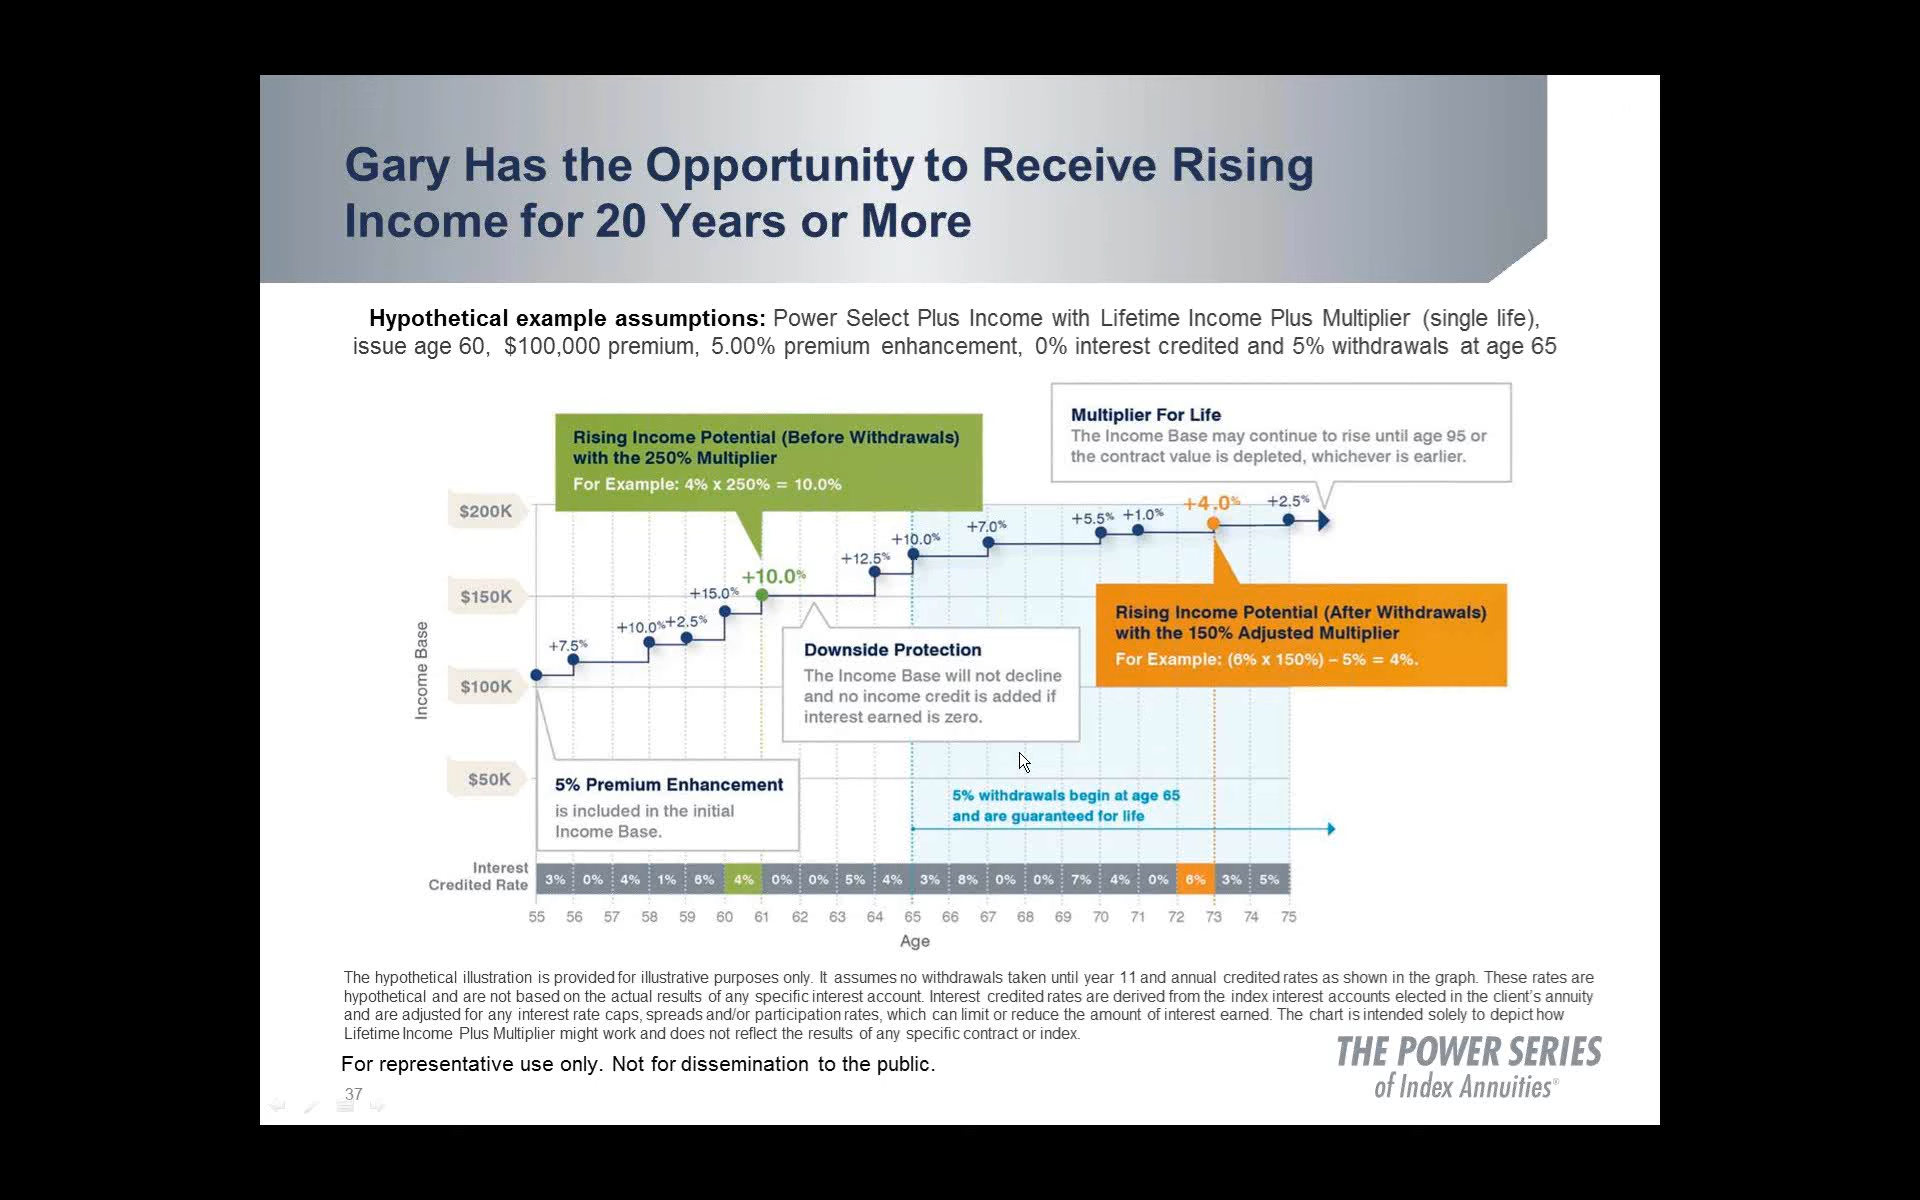 Gary Has the Opportunity to Receive Rising
Income for 20 Years or More
Hypothetical example assumptions: Power Select Plus Income with Lifetime Income Plus Multiplier (single life),
issue age 60, $100,000 premium, 5.00% premium enhancement, 0% interest credited and 5% withdrawals at age 65
Multiplier For Life
The Income Base may continue to rise until age 95 or
the contract value is depleted, whichever is earlier.
Rising Income Potential (Before Withdrawals)
with the 250% Multiplier
For Example: 4% x 250% = 10.0%
Income Base
$200K
$150K
$100K
$50K
+7.5%
+10.0%
+2.5%
+15.0%
+10.0%
+12.5%
+10.0%
+7.0%
+5.5%
+1.0%
+4.0%
+2.5%
Rising Income Potential (After Withdrawals)
with the 150% Adjusted Multiplier
For Example: (6% x 150%) – 5% = 4%.
Downside Protection
The Income Base will not decline
and no income credit is added if
interest earned is zero.
5% Premium Enhancement
is included in the initial
Income Base.
5% withdrawals begin at age 65
and are guaranteed for life
Interest
Credited Rate
3% 0% 4% 1% 6% 4% 0% 0% 5% 4% 3% 8% 0% 0% 7% 4% 0% 6% 3% 5%
55 56 57 58 59 60 61 62 63 64 65 66 67 68 69 70 71 72 73 74 75
Age
The hypothetical illustration is provided for illustrative purposes only. It assumes no withdrawals taken until year 11 and annual credited rates as shown in the graph. These rates are
hypothetical and are not based on the actual results of any specific interest account. Interest credited rates are derived from the index interest accounts elected in the client's annuity
and are adjusted for any interest rate caps, spreads and/or participation rates, which can limit or reduce the amount of interest earned. The chart is intended solely to depict how
Lifetime Income Plus Multiplier might work and does not reflect the results of any specific contract or index.
For representative use only. Not for dissemination to the public.
37
THE POWER SERIES
of Index Annuities®